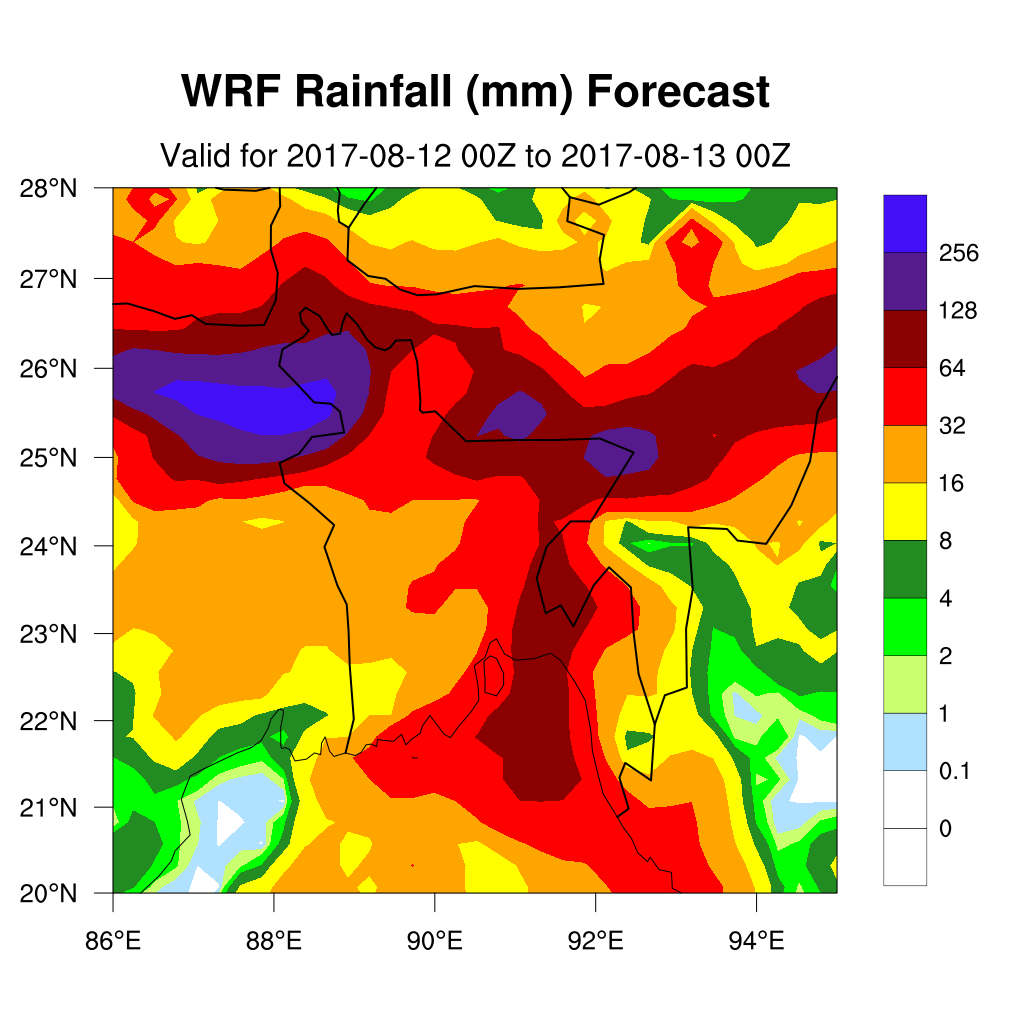 WRF Rainfall (mm) Forecast
Valid for 2017-08-12 00Z to 2017-08-13 00Z
28°N
27°N
26°N
25°N
24°N
23°N
22°N
21°N
20°N
86°E 88°E 90°E 92°E 94°E
256
128
64
32
16
8
4
2
1
0.1
0